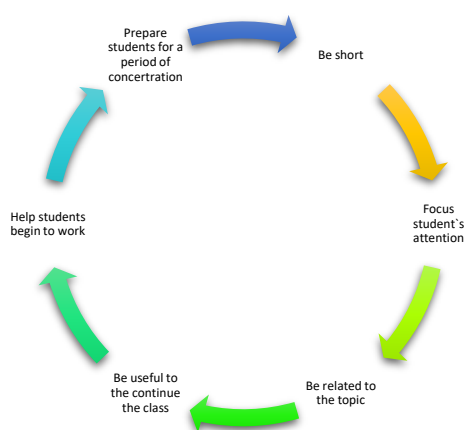 Prepare
students for a
period of
concertration
Be short
Focus
student`s
attention
Be related to
the topic
Be useful to
the continue
the class
Help students
begin to work